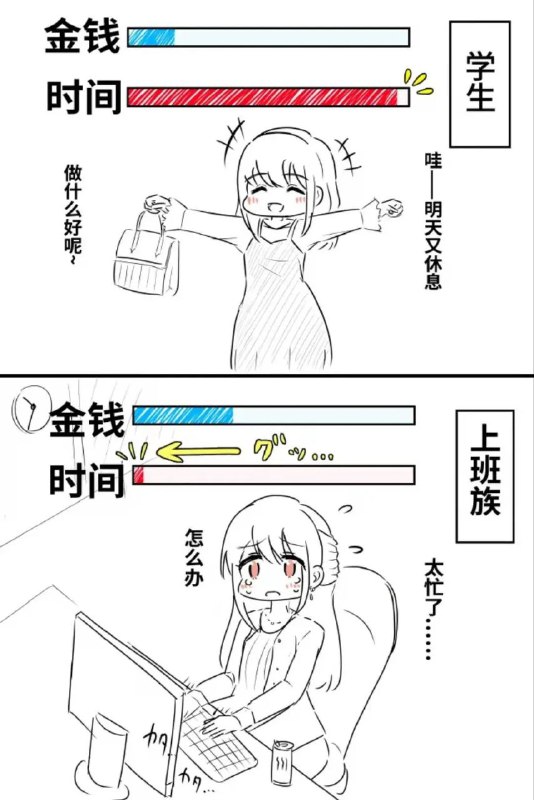 金钱
时间
学生
哇——明天又休息
做什么好呢~
金钱
グッ...
时间
上班族
太忙了……
怎么办
カタ
カタ...